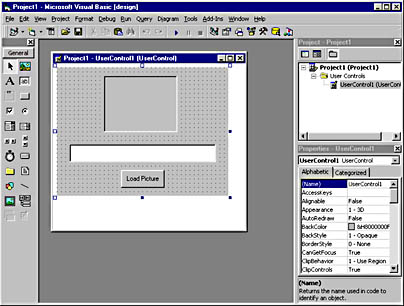 Project1 - Microsoft Visual Basic [design]
File Edit View Project Format Debug Run Query Diagram Tools Add-Ins Window Help
General
Project1 - UserControl1 (UserControl)
Load Picture
Project - Project1
Project1 (Project1)
User Controls
UserControl1 (UserCon
Properties - UserControl1
UserControl1 UserControl
Alphabetic Categorized
(Name) UserControl1
AccessKeys
Alignable False
Appearance 1 - 3D
AutoRedraw False
BackColor &H8000000F
BackStyle 1 - Opaque
BorderStyle 0 - None
CanGetFocus True
ClipBehavior 1 - Use Region
ClipControls True
(Name)
Returns the name used in code to
identify an object.